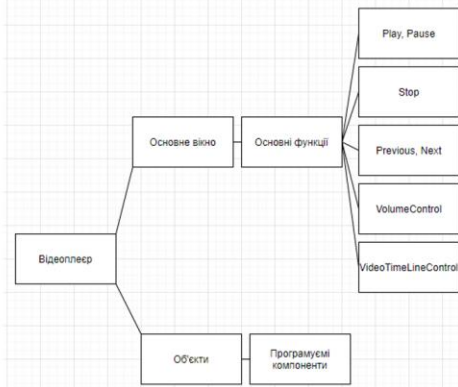 Play, Pause
Stop
Основне вікно
Основні функції
Previous, Next
VolumeControl
Відеоплеєр
VideoTimeLineControl
Об'єкти
Програмуємі
компоненти